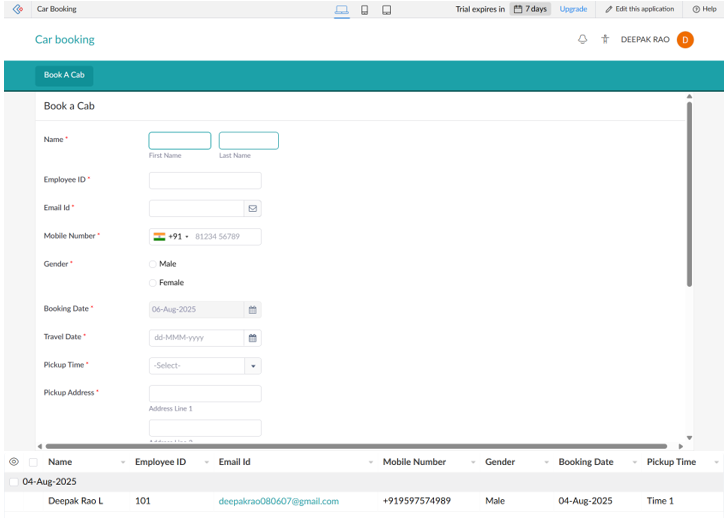 Car Booking
Trial expires in 7 days Upgrade Edit this application Help
Car booking
DEEPAK RAO D
Book A Cab
Book a Cab
Name *
First Name Last Name
Employee ID *
Email Id *
Mobile Number * +91 81234 56789
Gender * Male
Female
Booking Date * 06-Aug-2025
Travel Date * dd-MMM-yyyy
Pickup Time * -Select-
Pickup Address *
Address Line 1
Name Employee ID Email Id Mobile Number Gender Booking Date Pickup Time
04-Aug-2025
Deepak Rao L 101 deepakrao080607@gmail.com +919597574989 Male 04-Aug-2025 Time 1